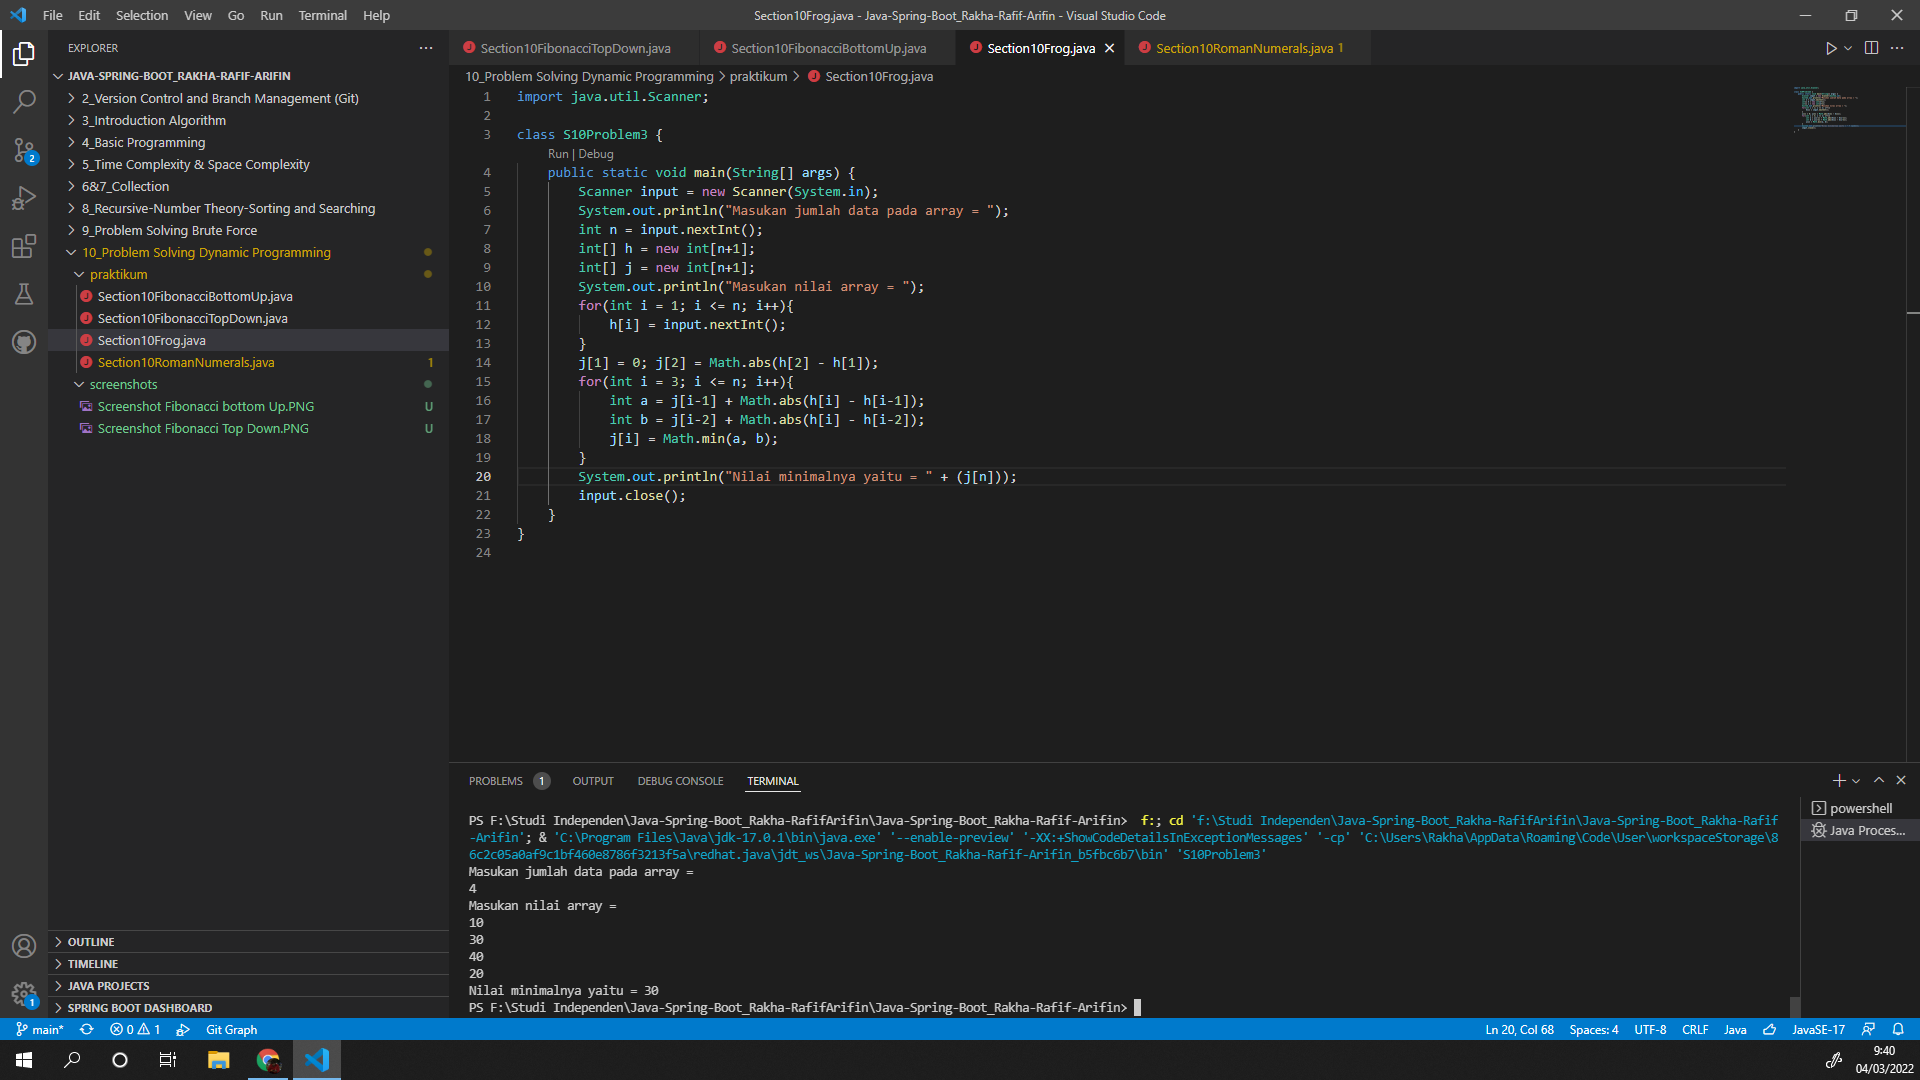 File Edit Selection View Go Run Terminal Help
Section10Frog.java - Java-Spring-Boot_Rakha-Rafif-Arifin - Visual Studio Code
EXPLORER
JAVA-SPRING-BOOT_RAKHA-RAFIF-ARIFIN
2_Version Control and Branch Management (Git)
3_Introduction Algorithm
4_Basic Programming
5_Time Complexity & Space Complexity
6&7_Collection
8_Recursive-Number Theory-Sorting and Searching
9_Problem Solving Brute Force
10_Problem Solving Dynamic Programming
praktikum
Section10FibonacciBottomUp.java
Section10FibonacciTopDown.java
Section10Frog.java
Section10RomanNumerals.java 1
screenshots
Screenshot Fibonacci bottom Up.PNG U
Screenshot Fibonacci Top Down.PNG U
OUTLINE
TIMELINE
JAVA PROJECTS
SPRING BOOT DASHBOARD
2
1
Section10FibonacciTopDown.java Section10FibonacciBottomUp.java Section10Frog.java Section10RomanNumerals.java 1
10_Problem Solving Dynamic Programming > praktikum > Section10Frog.java
1 import java.util.Scanner;
2
3 class S10Problem3 {
Run | Debug
4 public static void main(String[] args) {
5 Scanner input = new Scanner(System.in);
6 System.out.println("Masukan jumlah data pada array = ");
7 int n = input.nextInt();
8 int[] h = new int[n+1];
9 int[] j = new int[n+1];
10 System.out.println("Masukan nilai array = ");
11 for(int i = 1; i <= n; i++){
12 h[i] = input.nextInt();
13 }
14 j[1] = 0; j[2] = Math.abs(h[2] - h[1]);
15 for(int i = 3; i <= n; i++){
16 int a = j[i-1] + Math.abs(h[i] - h[i-1]);
17 int b = j[i-2] + Math.abs(h[i] - h[i-2]);
18 j[i] = Math.min(a, b);
19 }
20 System.out.println("Nilai minimalnya yaitu = " + (j[n]));
21 input.close();
22 }
23 }
24
PROBLEMS 1 OUTPUT DEBUG CONSOLE TERMINAL
PS F:\Studi Independen\Java-Spring-Boot_Rakha-RafifArifin\Java-Spring-Boot_Rakha-Rafif-Arifin> f:; cd 'f:\Studi Independen\Java-Spring-Boot_Rakha-RafifArifin\Java-Spring-Boot_Rakha-Rafif
-Arifin'; & 'C:\Program Files\Java\jdk-17.0.1\bin\java.exe' '--enable-preview' '-XX:+ShowCodeDetailsInExceptionMessages' '-cp' 'C:\Users\Rakha\AppData\Roaming\Code\User\workspaceStorage\8
6c2c05a0af9c1bf460e8786f3213f5a\redhat.java\jdt_ws\Java-Spring-Boot_Rakha-Rafif-Arifin_b5fbc6b7\bin' 'S10Problem3'
Masukan jumlah data pada array =
4
Masukan nilai array =
10
30
40
20
Nilai minimalnya yaitu = 30
PS F:\Studi Independen\Java-Spring-Boot_Rakha-RafifArifin\Java-Spring-Boot_Rakha-Rafif-Arifin>
powershell
Java Proces...
main* 0 1 Git Graph
Ln 20, Col 68 Spaces: 4 UTF-8 CRLF Java JavaSE-17
9:40
04/03/2022